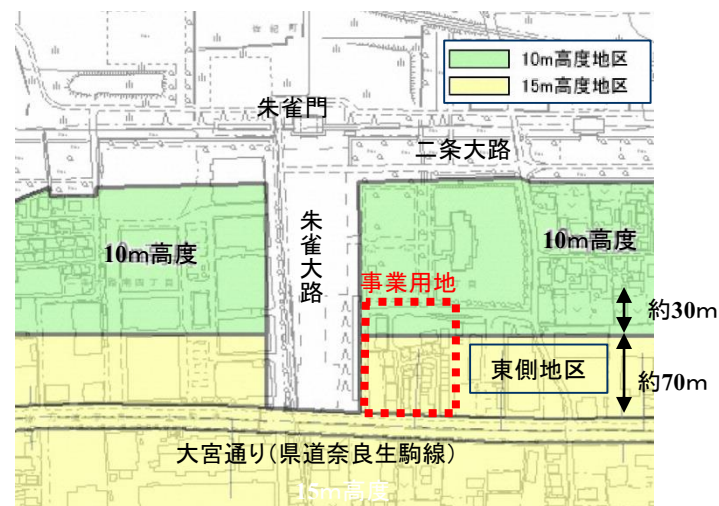 佐紀町
10m高度地区
15m高度地区
朱雀門
二条大路
10m高度
朱雀大路
10m高度
事業用地
約30m
東側地区
約70m
大宮通り(県道奈良生駒線)
15m高度